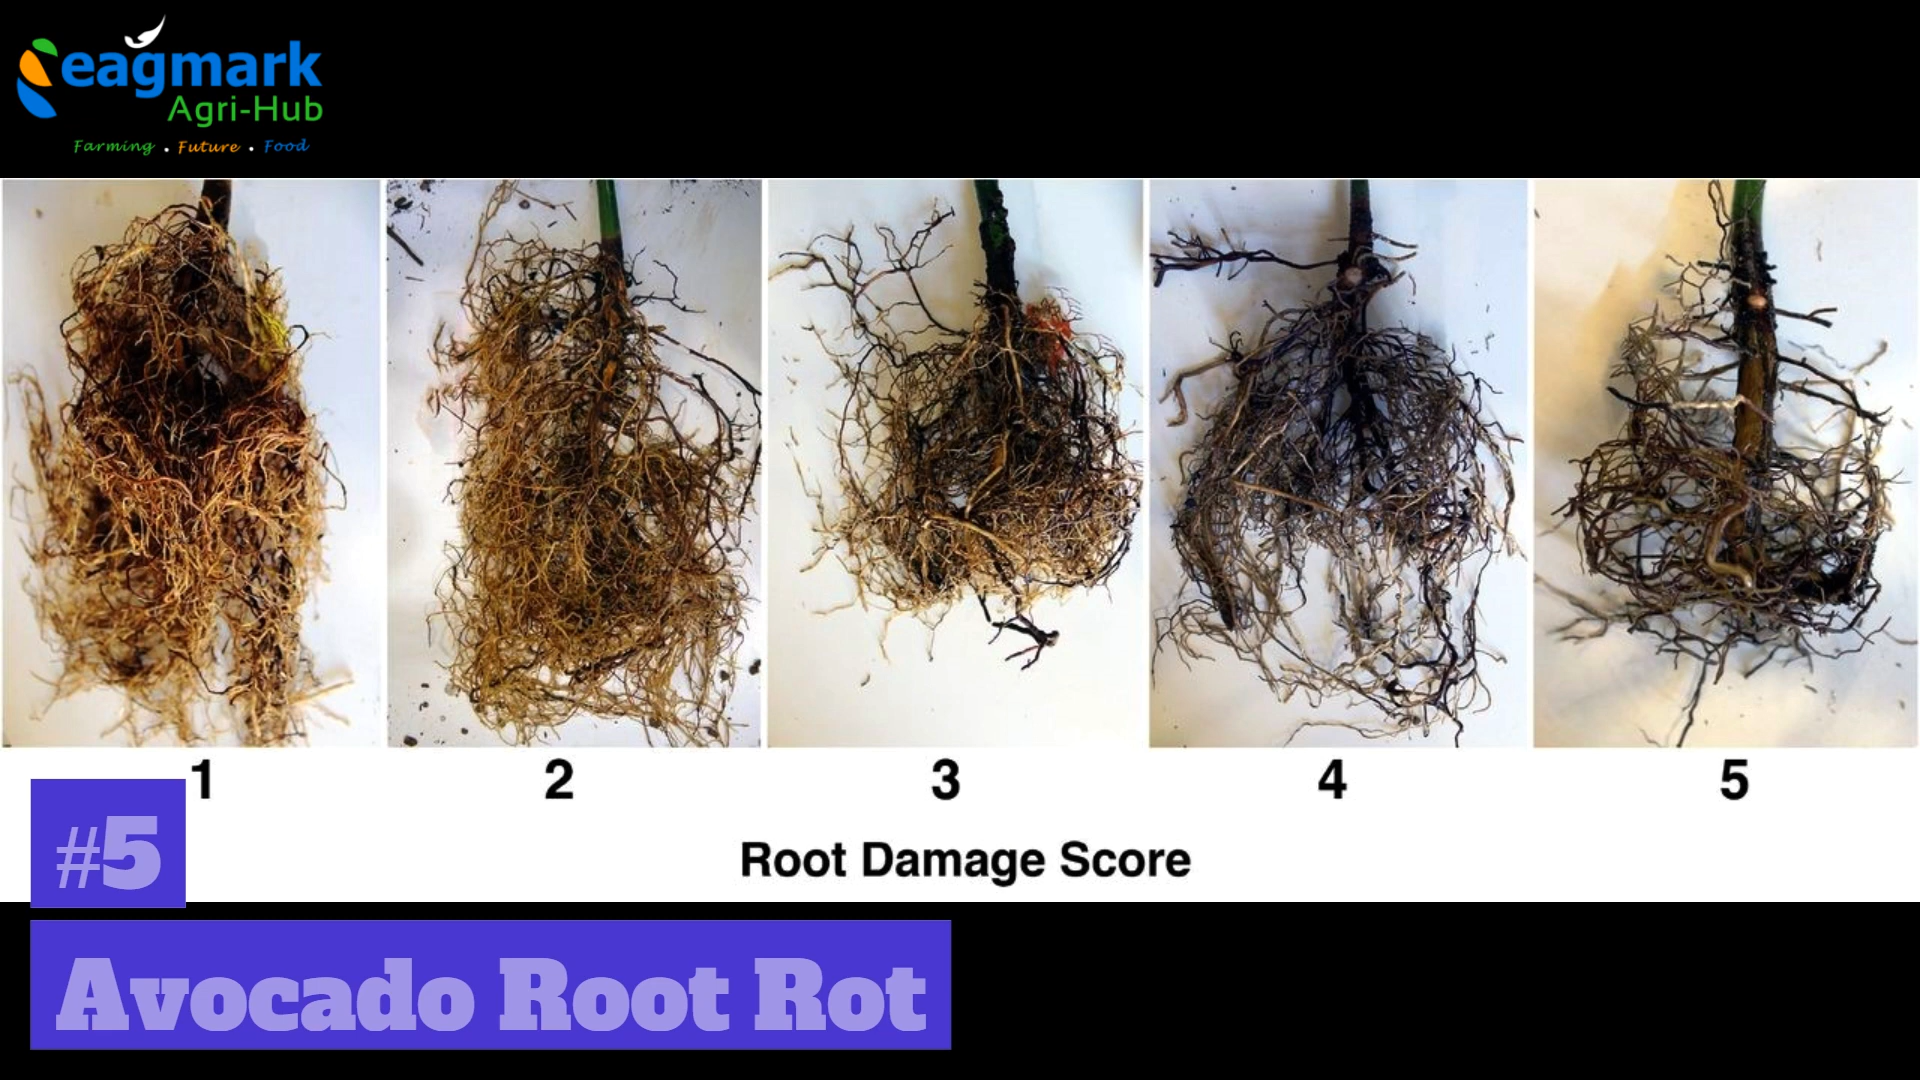 eagmark
Agri-Hub
Farming . Future . Food
1 2 3 4 5
Root Damage Score
#5
Avocado Root Rot